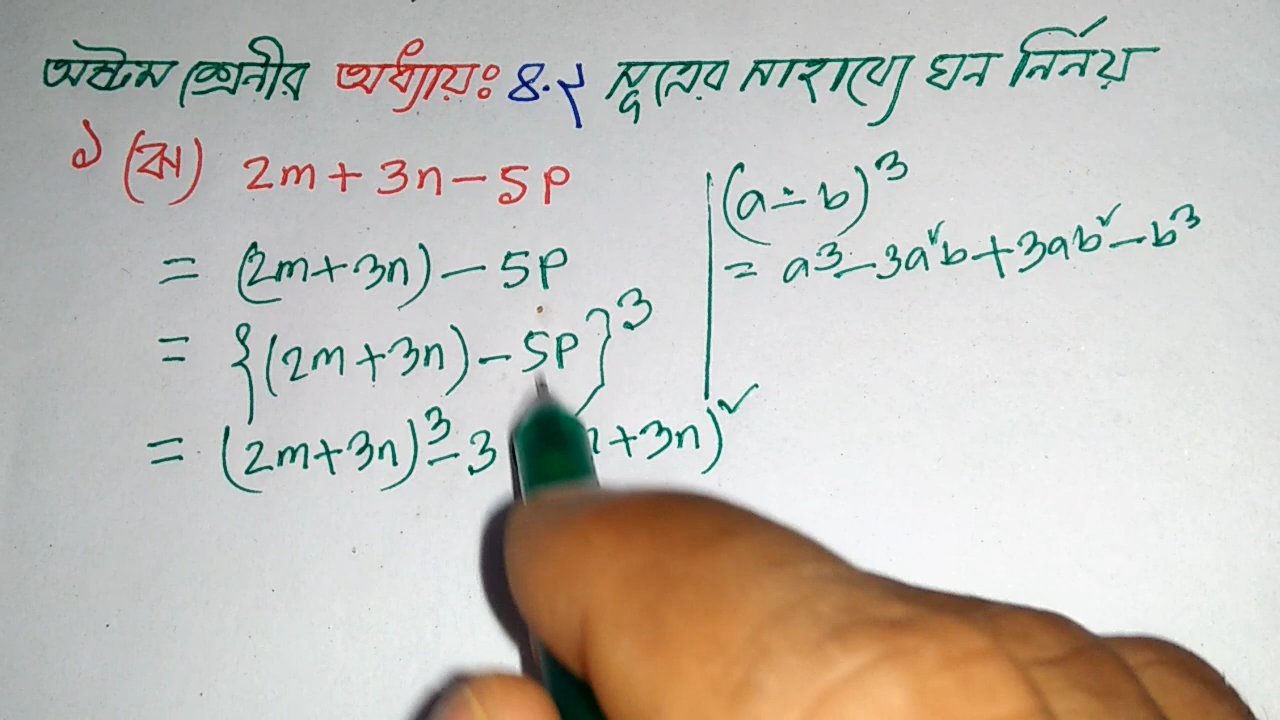 অষ্টম শ্রেনীর অধ্যায়ঃ ৪.২ সূত্রের সাহায্যে ঘন নির্নয়
১ (ঝ) 2m + 3n - 5p
= (2m + 3n) - 5p
= {(2m + 3n) - 5p}³
= (2m + 3n)³ - 3 n + 3n)²
(a - b)³
= a³ - 3a²b + 3ab² - b³